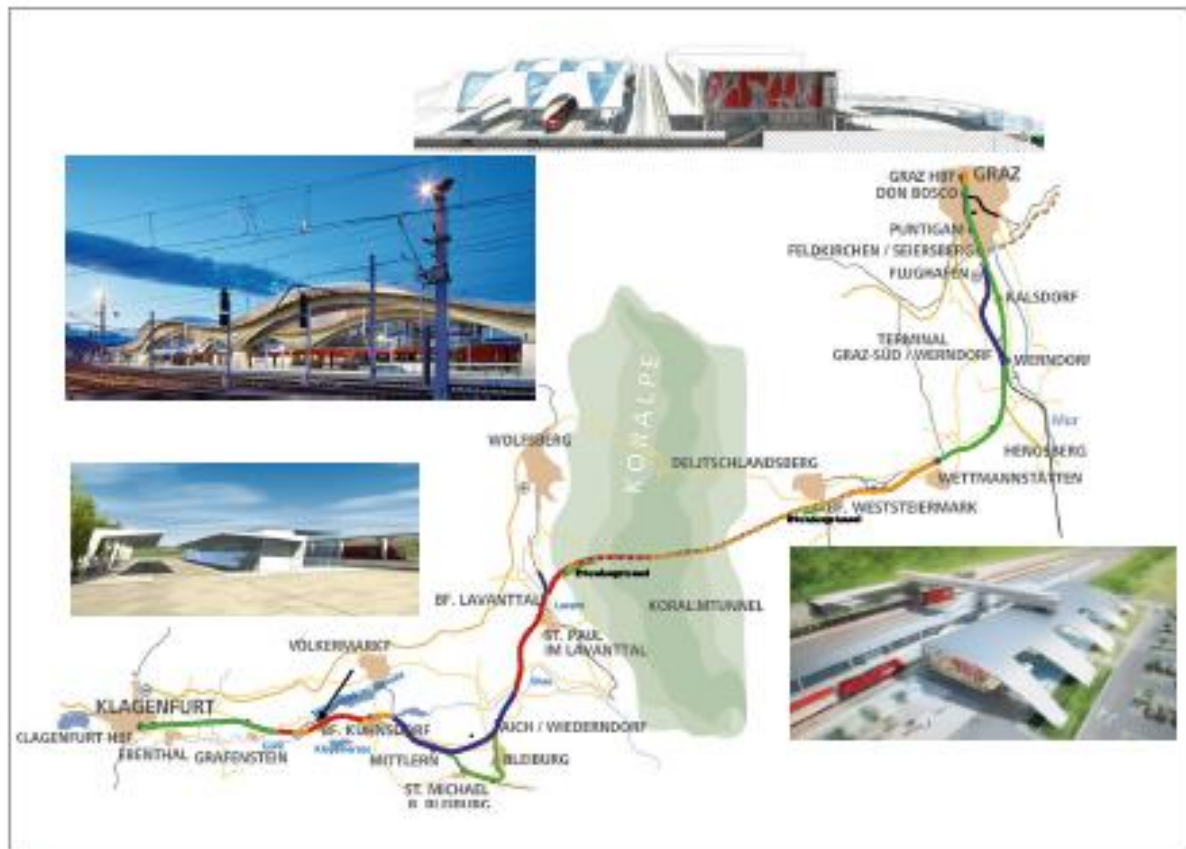 GRAZ HBF
GRAZ
DON BOSCO
PUNTIGAM
FELDKIRCHEN / SEIERSBERG
FLUGHAFEN
KALSDORF
TERMINAL
GRAZ-SÜD / WERNDORF
WERNDORF
Mur
HENGSBERG
WETTMANNSTÄTTEN
KORALPE
WOLFSBERG
DEUTSCHLANDSBERG
BF. WESTSTEIERMARK
BF. LAVANTTAL
KORALMTUNNEL
ST. PAUL
IM LAVANTTAL
VÖLKERMARKT
KLAGENFURT
KLAGENFURT HBF.
EBENTHAL
GRAFENSTEIN
BF. KÜHNSDORF
MITTLERN
AICH / WIEDERNDORF
BLEIBURG
ST. MICHAEL
B. BLEIBURG